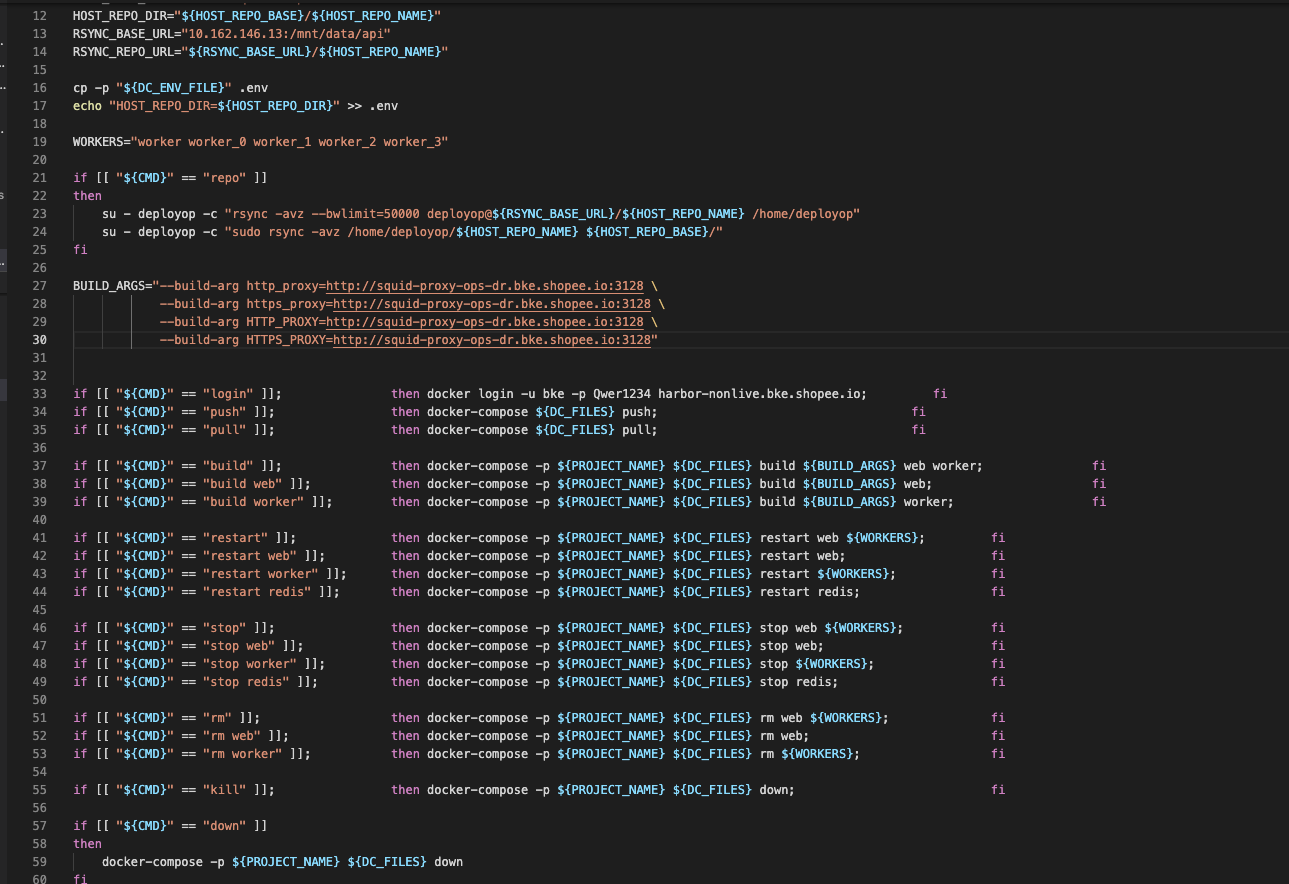 12 HOST_REPO_DIR="${HOST_REPO_BASE}/${HOST_REPO_NAME}"
13 RSYNC_BASE_URL="10.162.146.13:/mnt/data/api"
14 RSYNC_REPO_URL="${RSYNC_BASE_URL}/${HOST_REPO_NAME}"
15
16 cp -p "${DC_ENV_FILE}" .env
17 echo "HOST_REPO_DIR=${HOST_REPO_DIR}" >> .env
18
19 WORKERS="worker worker_0 worker_1 worker_2 worker_3"
20
21 if [[ "${CMD}" == "repo" ]]
22 then
23 su - deployop -c "rsync -avz --bwlimit=50000 deployop@${RSYNC_BASE_URL}/${HOST_REPO_NAME} /home/deployop"
24 su - deployop -c "sudo rsync -avz /home/deployop/${HOST_REPO_NAME} ${HOST_REPO_BASE}/"
25 fi
26
27 BUILD_ARGS="--build-arg http_proxy=http://squid-proxy-ops-dr.bke.shopee.io:3128 \
28 --build-arg https_proxy=http://squid-proxy-ops-dr.bke.shopee.io:3128 \
29 --build-arg HTTP_PROXY=http://squid-proxy-ops-dr.bke.shopee.io:3128 \
30 --build-arg HTTPS_PROXY=http://squid-proxy-ops-dr.bke.shopee.io:3128"
31
32
33 if [[ "${CMD}" == "login" ]]; then docker login -u bke -p Qwer1234 harbor-nonlive.bke.shopee.io; fi
34 if [[ "${CMD}" == "push" ]]; then docker-compose ${DC_FILES} push; fi
35 if [[ "${CMD}" == "pull" ]]; then docker-compose ${DC_FILES} pull; fi
36
37 if [[ "${CMD}" == "build" ]]; then docker-compose -p ${PROJECT_NAME} ${DC_FILES} build ${BUILD_ARGS} web worker; fi
38 if [[ "${CMD}" == "build web" ]]; then docker-compose -p ${PROJECT_NAME} ${DC_FILES} build ${BUILD_ARGS} web; fi
39 if [[ "${CMD}" == "build worker" ]]; then docker-compose -p ${PROJECT_NAME} ${DC_FILES} build ${BUILD_ARGS} worker; fi
40
41 if [[ "${CMD}" == "restart" ]]; then docker-compose -p ${PROJECT_NAME} ${DC_FILES} restart web ${WORKERS}; fi
42 if [[ "${CMD}" == "restart web" ]]; then docker-compose -p ${PROJECT_NAME} ${DC_FILES} restart web; fi
43 if [[ "${CMD}" == "restart worker" ]]; then docker-compose -p ${PROJECT_NAME} ${DC_FILES} restart ${WORKERS}; fi
44 if [[ "${CMD}" == "restart redis" ]]; then docker-compose -p ${PROJECT_NAME} ${DC_FILES} restart redis; fi
45
46 if [[ "${CMD}" == "stop" ]]; then docker-compose -p ${PROJECT_NAME} ${DC_FILES} stop web ${WORKERS}; fi
47 if [[ "${CMD}" == "stop web" ]]; then docker-compose -p ${PROJECT_NAME} ${DC_FILES} stop web; fi
48 if [[ "${CMD}" == "stop worker" ]]; then docker-compose -p ${PROJECT_NAME} ${DC_FILES} stop ${WORKERS}; fi
49 if [[ "${CMD}" == "stop redis" ]]; then docker-compose -p ${PROJECT_NAME} ${DC_FILES} stop redis; fi
50
51 if [[ "${CMD}" == "rm" ]]; then docker-compose -p ${PROJECT_NAME} ${DC_FILES} rm web ${WORKERS}; fi
52 if [[ "${CMD}" == "rm web" ]]; then docker-compose -p ${PROJECT_NAME} ${DC_FILES} rm web; fi
53 if [[ "${CMD}" == "rm worker" ]]; then docker-compose -p ${PROJECT_NAME} ${DC_FILES} rm ${WORKERS}; fi
54
55 if [[ "${CMD}" == "kill" ]]; then docker-compose -p ${PROJECT_NAME} ${DC_FILES} down; fi
56
57 if [[ "${CMD}" == "down" ]]
58 then
59 docker-compose -p ${PROJECT_NAME} ${DC_FILES} down
60 fi